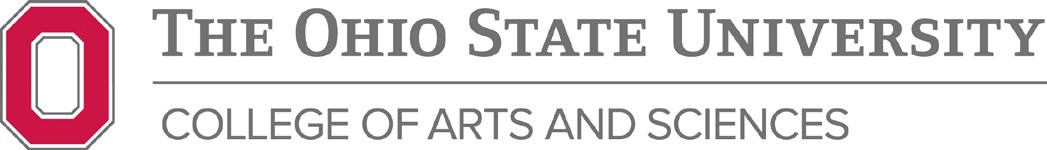 THE OHIO STATE UNIVERSITY
COLLEGE OF ARTS AND SCIENCES